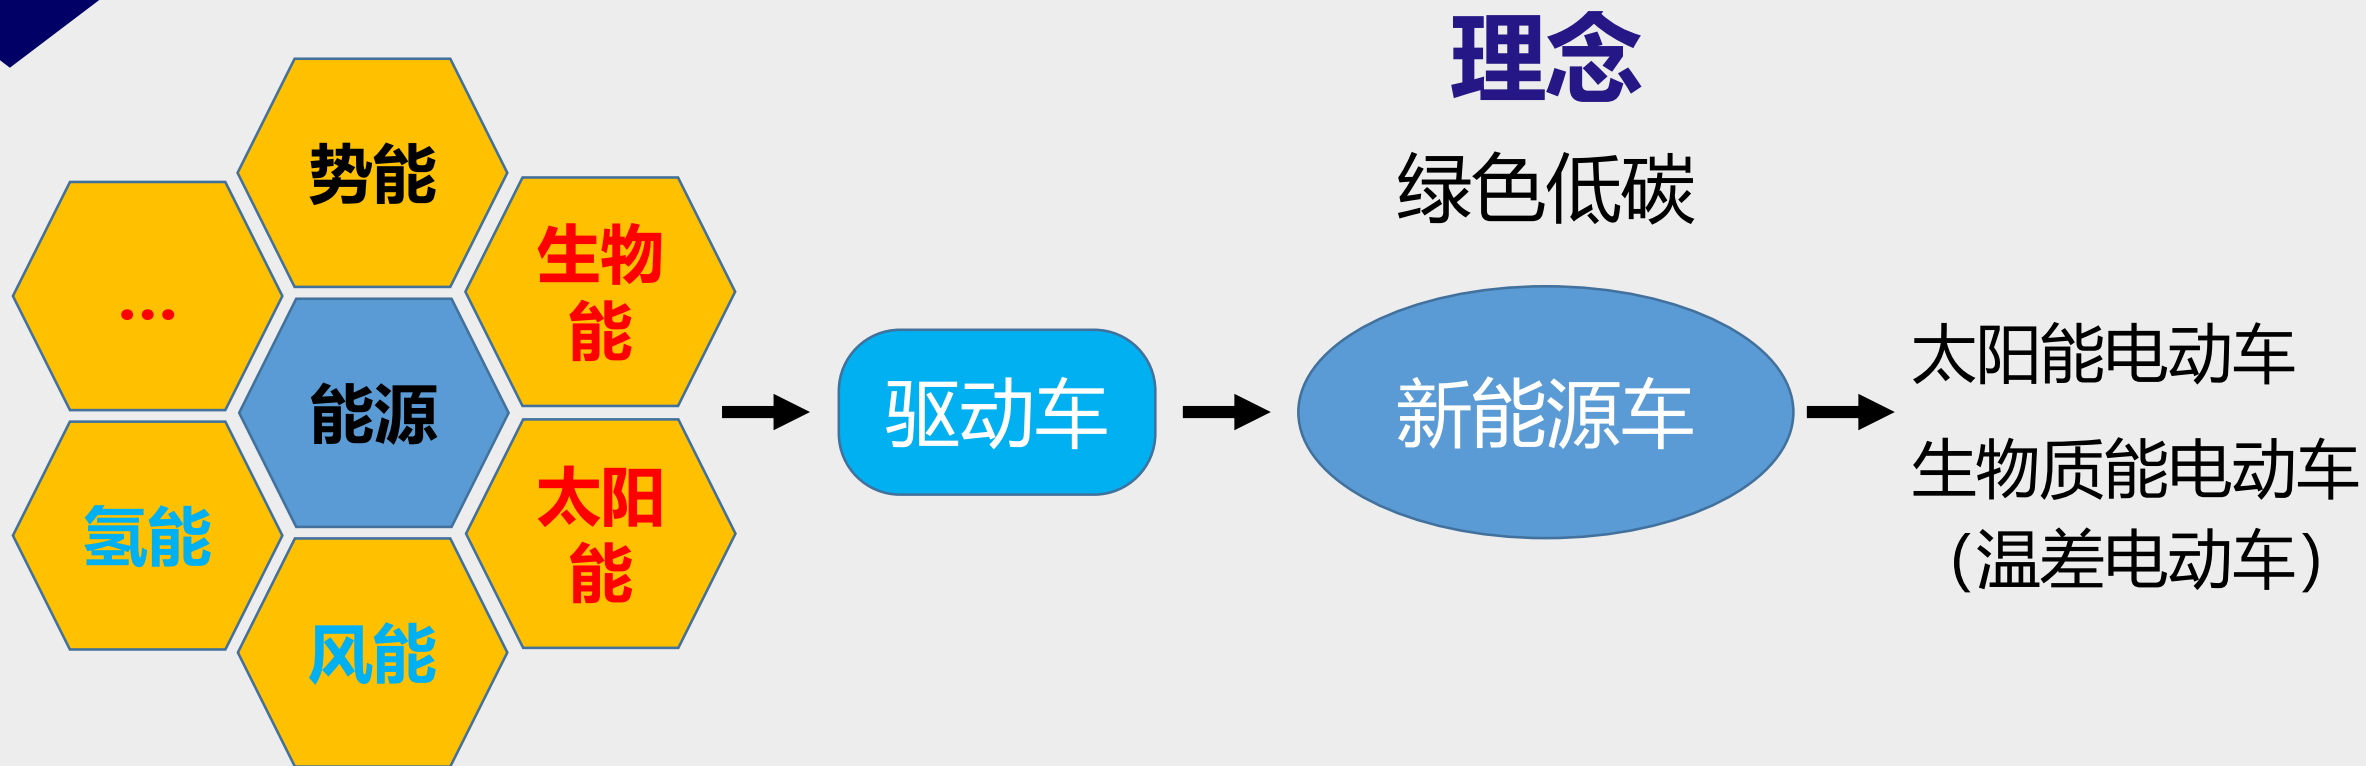 理念
绿色低碳
势能
…
生物
能
能源
氢能
太阳
能
风能
驱动车
新能源车
太阳能电动车
生物质能电动车
（温差电动车）